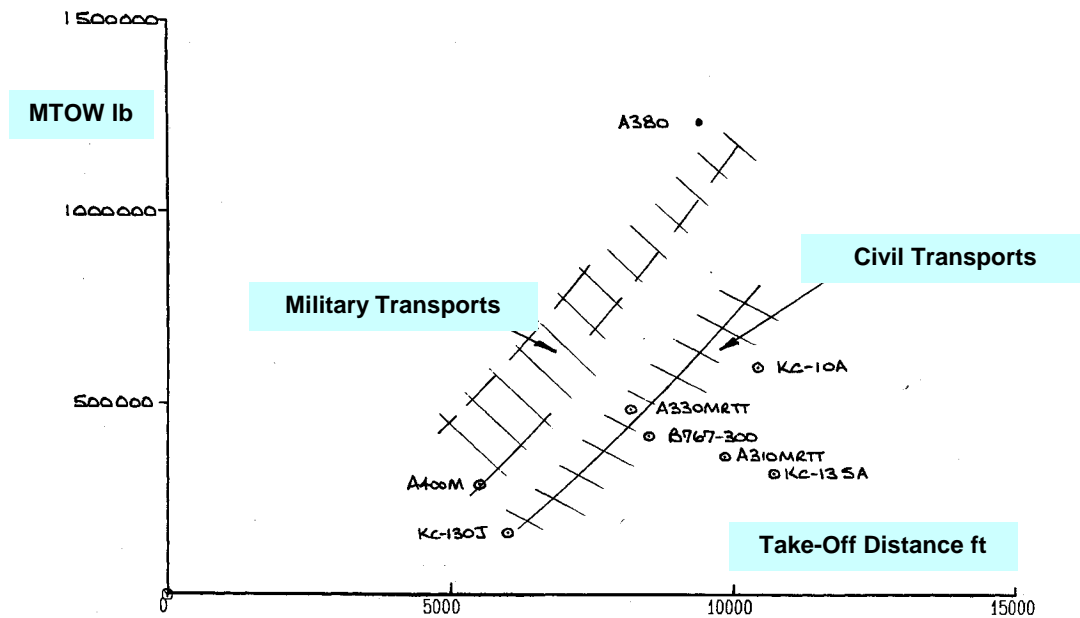 1500000
MTOW lb
A380
1000000
Civil Transports
Military Transports
KC-10A
500000
A330MRTT
B767-300
A310MRTT
KC-135A
A400M
KC-130J
Take-Off Distance ft
0
5000
10000
15000